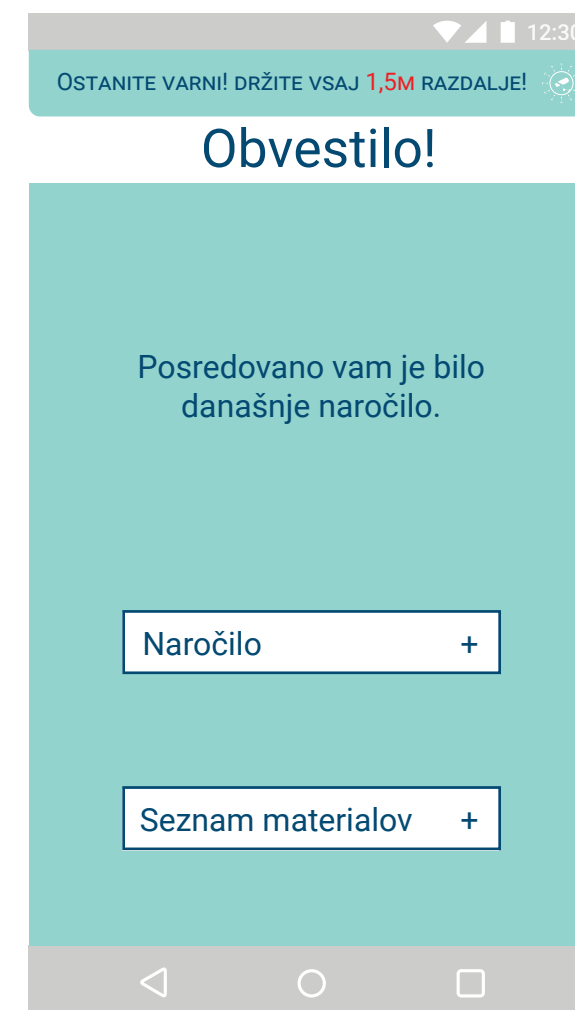 12:30
OSTANITE VARNI! DRŽITE VSAJ 1,5M RAZDALJE!
Obvestilo!
Posredovano vam je bilo
današnje naročilo.
Naročilo +
Seznam materialov +